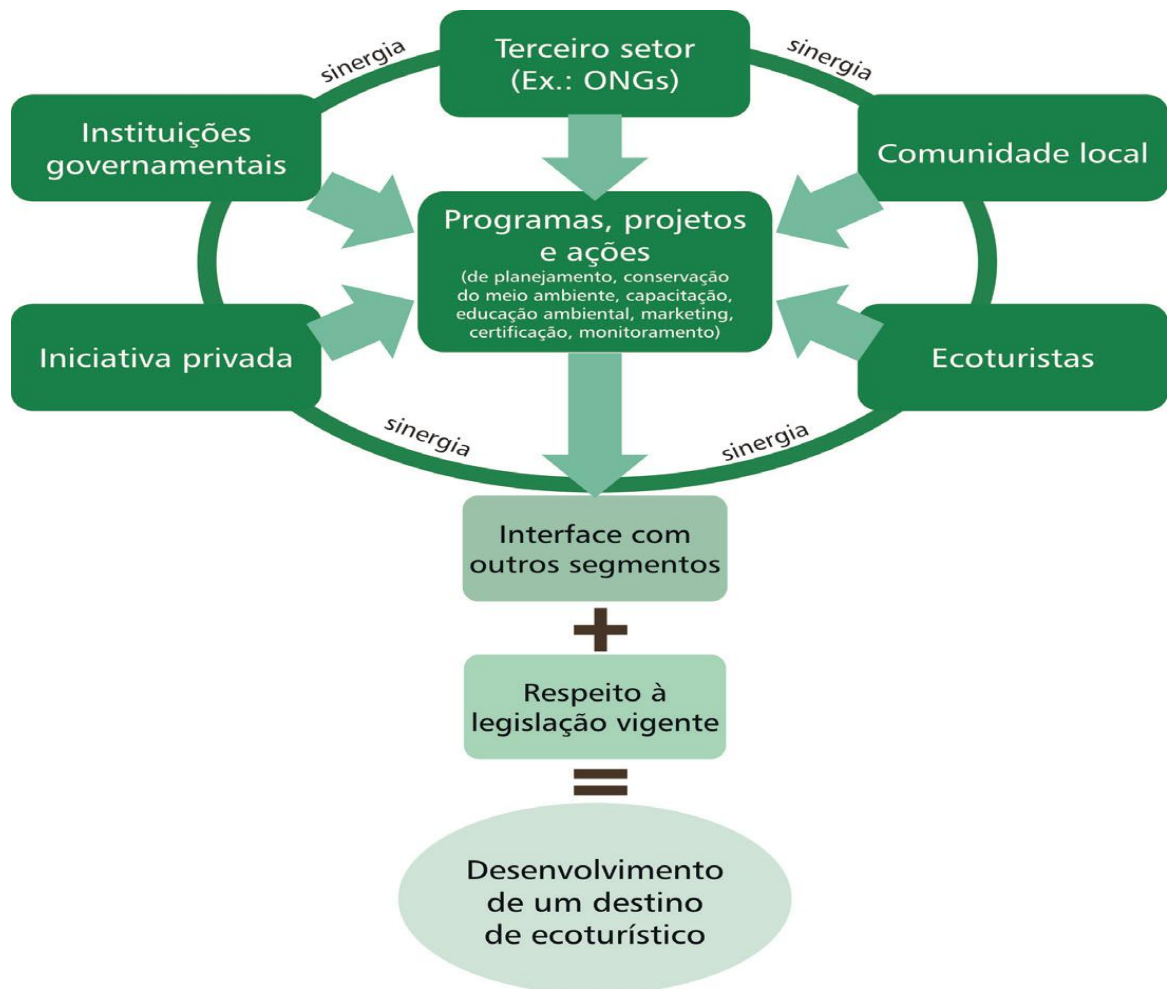 sinergia
Terceiro setor
(Ex.: ONGs)
sinergia
Instituições
governamentais
Comunidade local
Programas, projetos
e ações
(de planejamento, conservação
do meio ambiente, capacitação,
educação ambiental, marketing,
certificação, monitoramento)
Iniciativa privada
Ecoturistas
sinergia
sinergia
Interface com
outros segmentos
+
Respeito à
legislação vigente
=
Desenvolvimento
de um destino
de ecoturístico